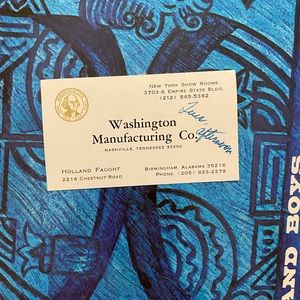 NEW YORK SHOW ROOMS
3703-6 EMPIRE STATE BLDG.
(212) 565-5382
Washington
Manufacturing Co.
NASHVILLE, TENNESSEE 37202
afternoon
HOLLAND FAUGHT
2216 CHESTNUT ROAD
BIRMINGHAM, ALABAMA 35216
PHONE: (205) 823-2279
AND BOYS